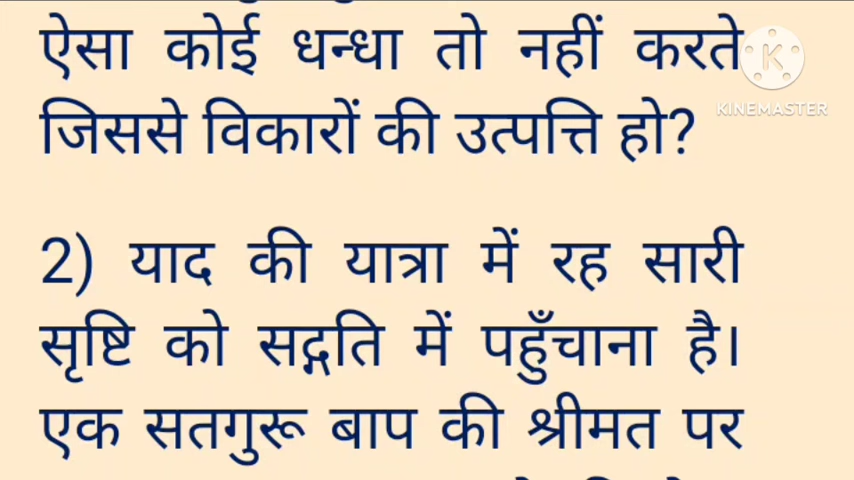 ऐसा कोई धन्धा तो नहीं करते
जिससे विकारों की उत्पत्ति हो?
KINEMASTER
2) याद की यात्रा में रह सारी
सृष्टि को सद्गति में पहुँचाना है।
एक सतगुरू बाप की श्रीमत पर